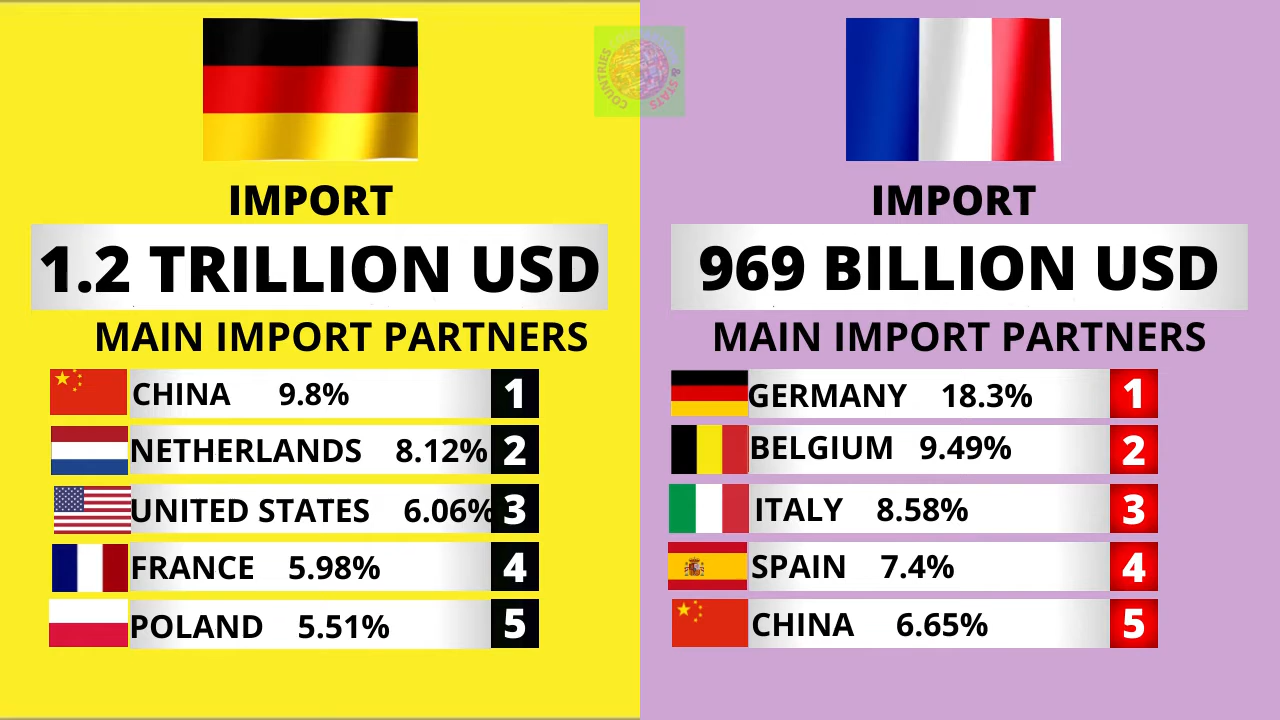 COUNTRIES & STATS
IMPORT
1.2 TRILLION USD
MAIN IMPORT PARTNERS
CHINA 9.8% 1
NETHERLANDS 8.12% 2
UNITED STATES 6.06% 3
FRANCE 5.98% 4
POLAND 5.51% 5
IMPORT
969 BILLION USD
MAIN IMPORT PARTNERS
GERMANY 18.3% 1
BELGIUM 9.49% 2
ITALY 8.58% 3
SPAIN 7.4% 4
CHINA 6.65% 5